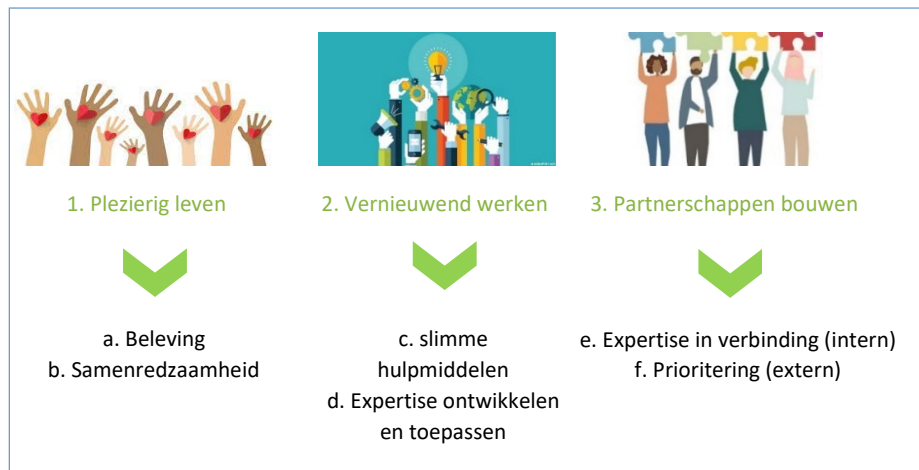 1. Plezierig leven
2. Vernieuwend werken
3. Partnerschappen bouwen
a. Beleving
b. Samenredzaamheid
c. slimme
hulpmiddelen
d. Expertise ontwikkelen
en toepassen
e. Expertise in verbinding (intern)
f. Prioritering (extern)